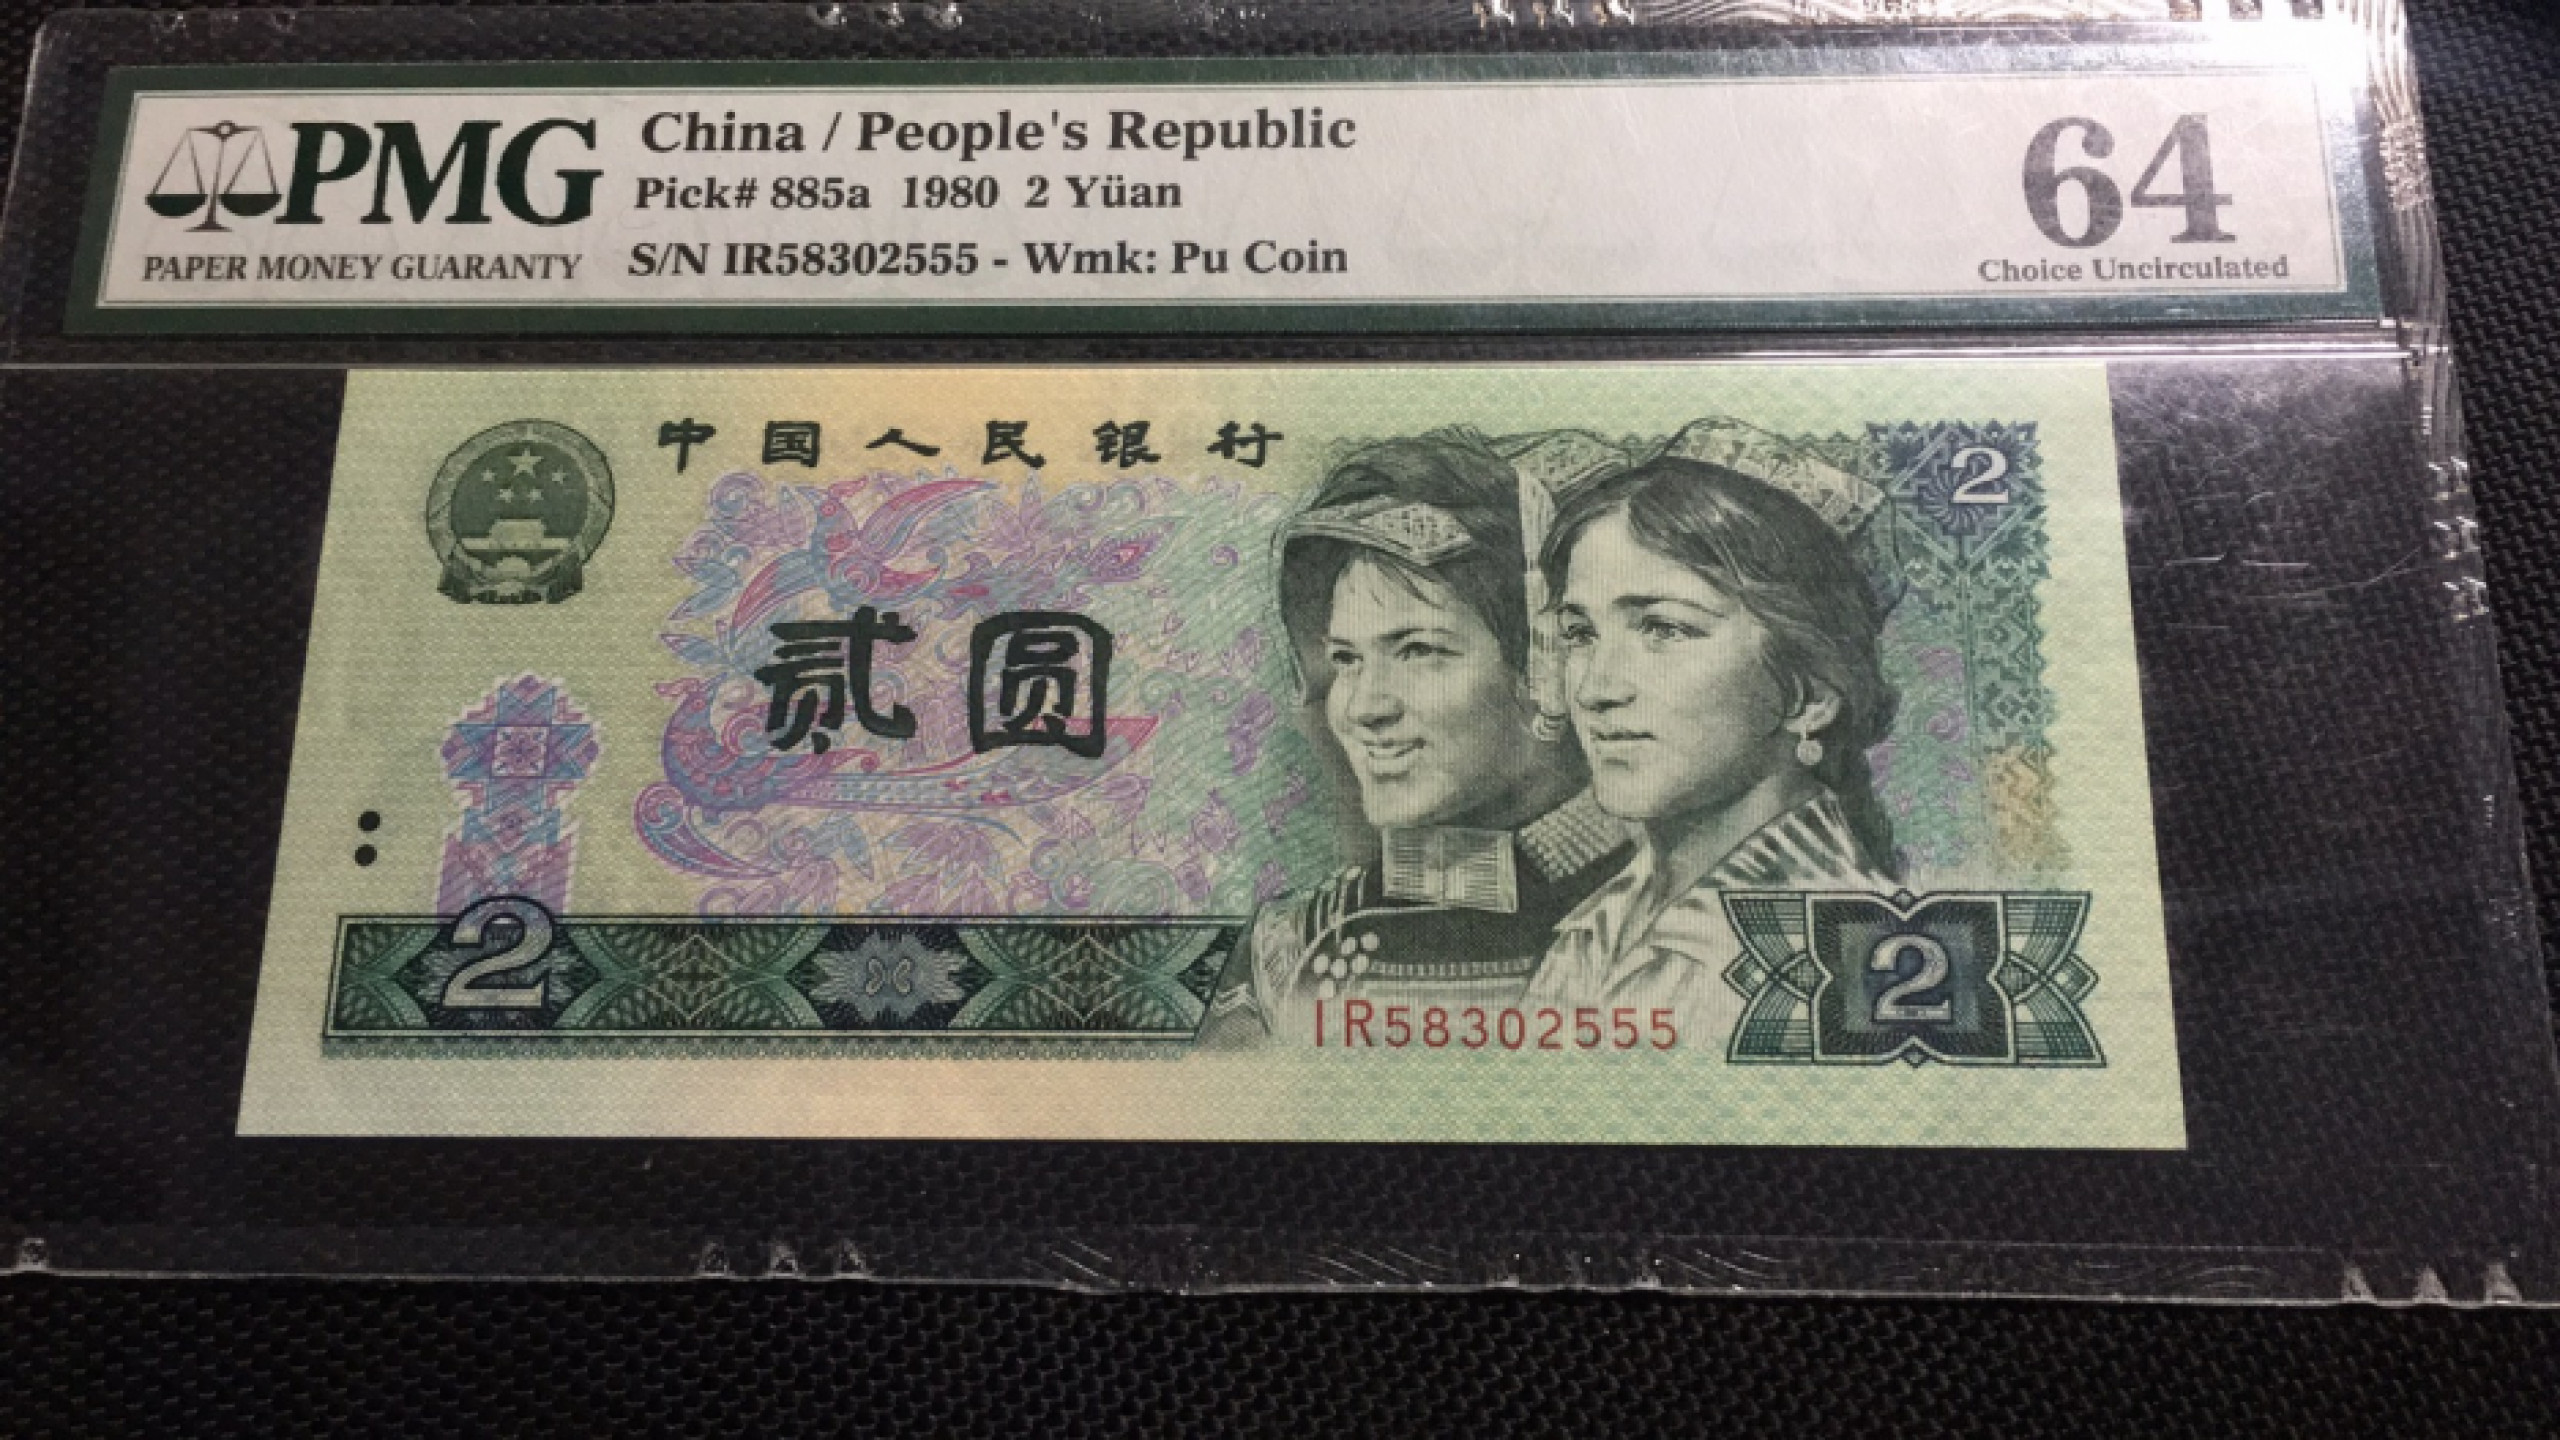 PMG
PAPER MONEY GUARANTY
China / People's Republic
Pick# 885a 1980 2 Yüan
S/N IR58302555 - Wmk: Pu Coin
64
Choice Uncirculated
中国人民银行
2
贰圆
2
IR58302555
2